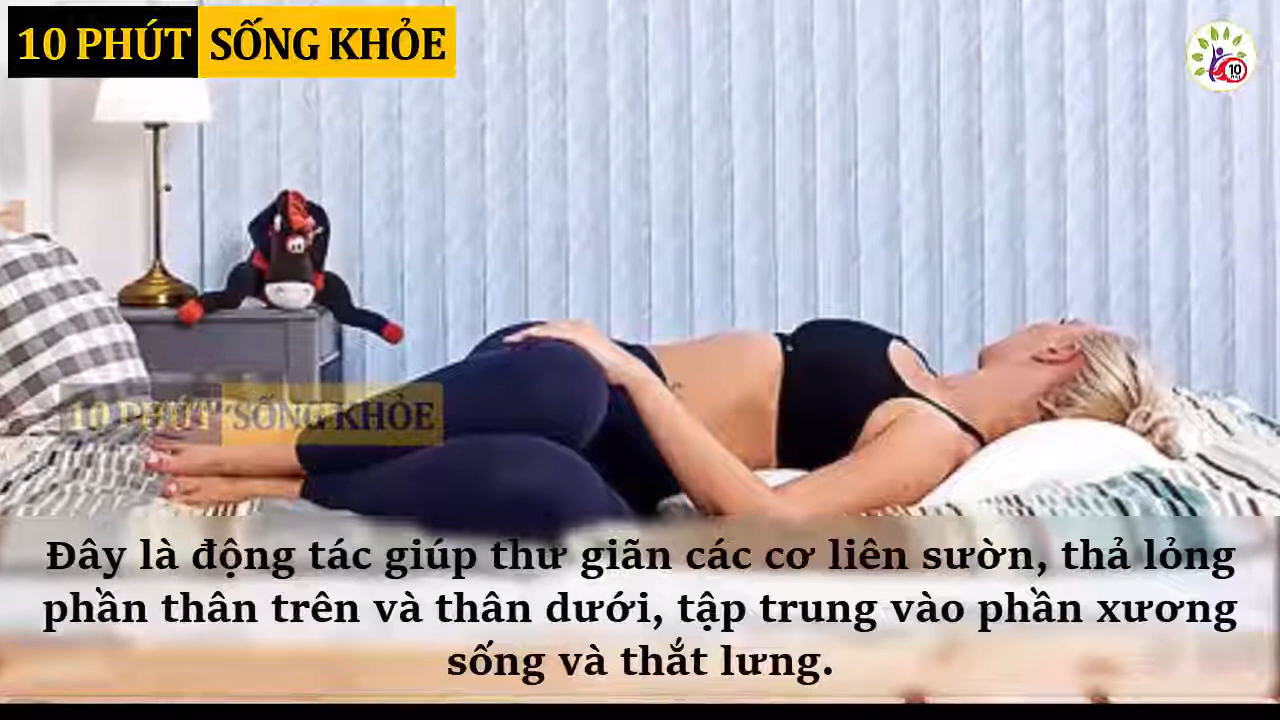 10 PHÚT SỐNG KHỎE
10
10 PHÚT SỐNG KHỎE
Đây là động tác giúp thư giãn các cơ liên sườn, thả lỏng
phần thân trên và thân dưới, tập trung vào phần xương
sống và thắt lưng.